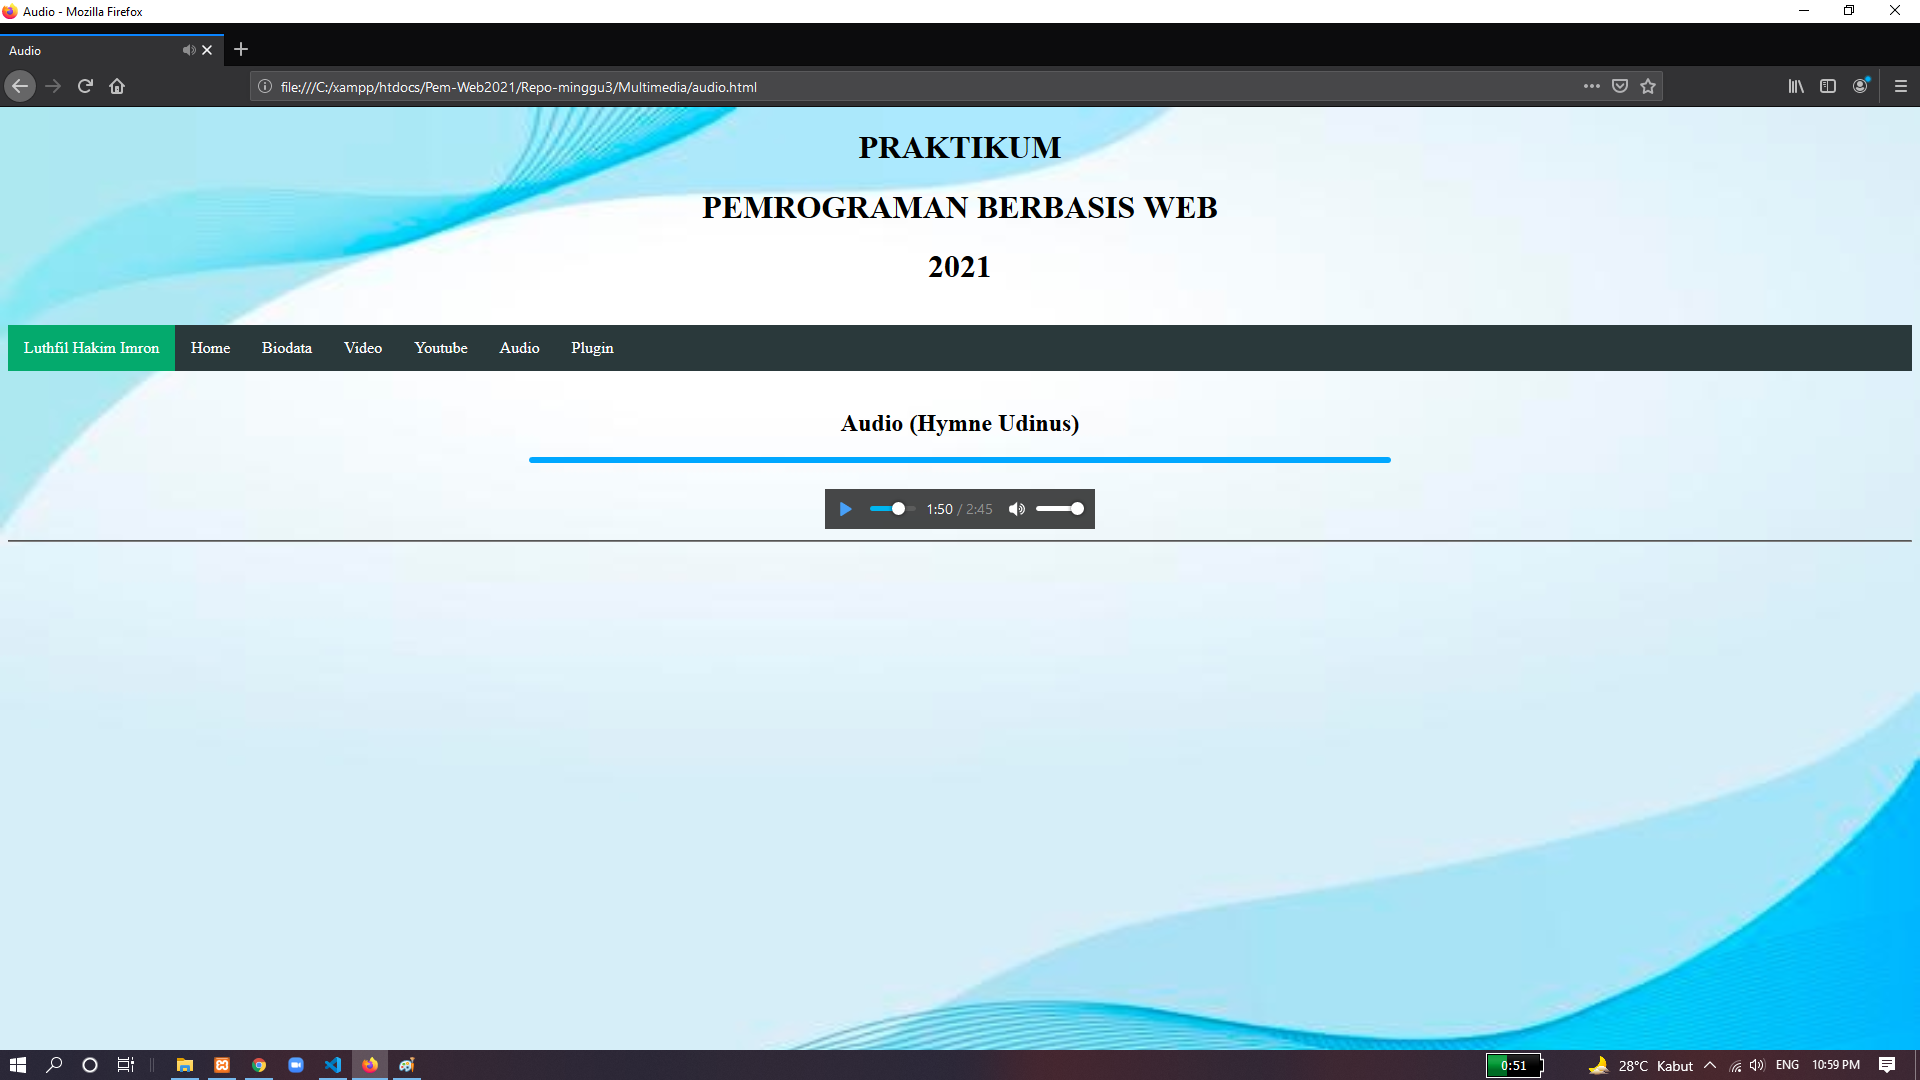 Audio - Mozilla Firefox
Audio
file:///C:/xampp/htdocs/Pem-Web2021/Repo-minggu3/Multimedia/audio.html
PRAKTIKUM
PEMROGRAMAN BERBASIS WEB
2021
Luthfil Hakim Imron Home Biodata Video Youtube Audio Plugin
Audio (Hymne Udinus)
1:50 / 2:45
0:51 28°C Kabut ENG 10:59 PM